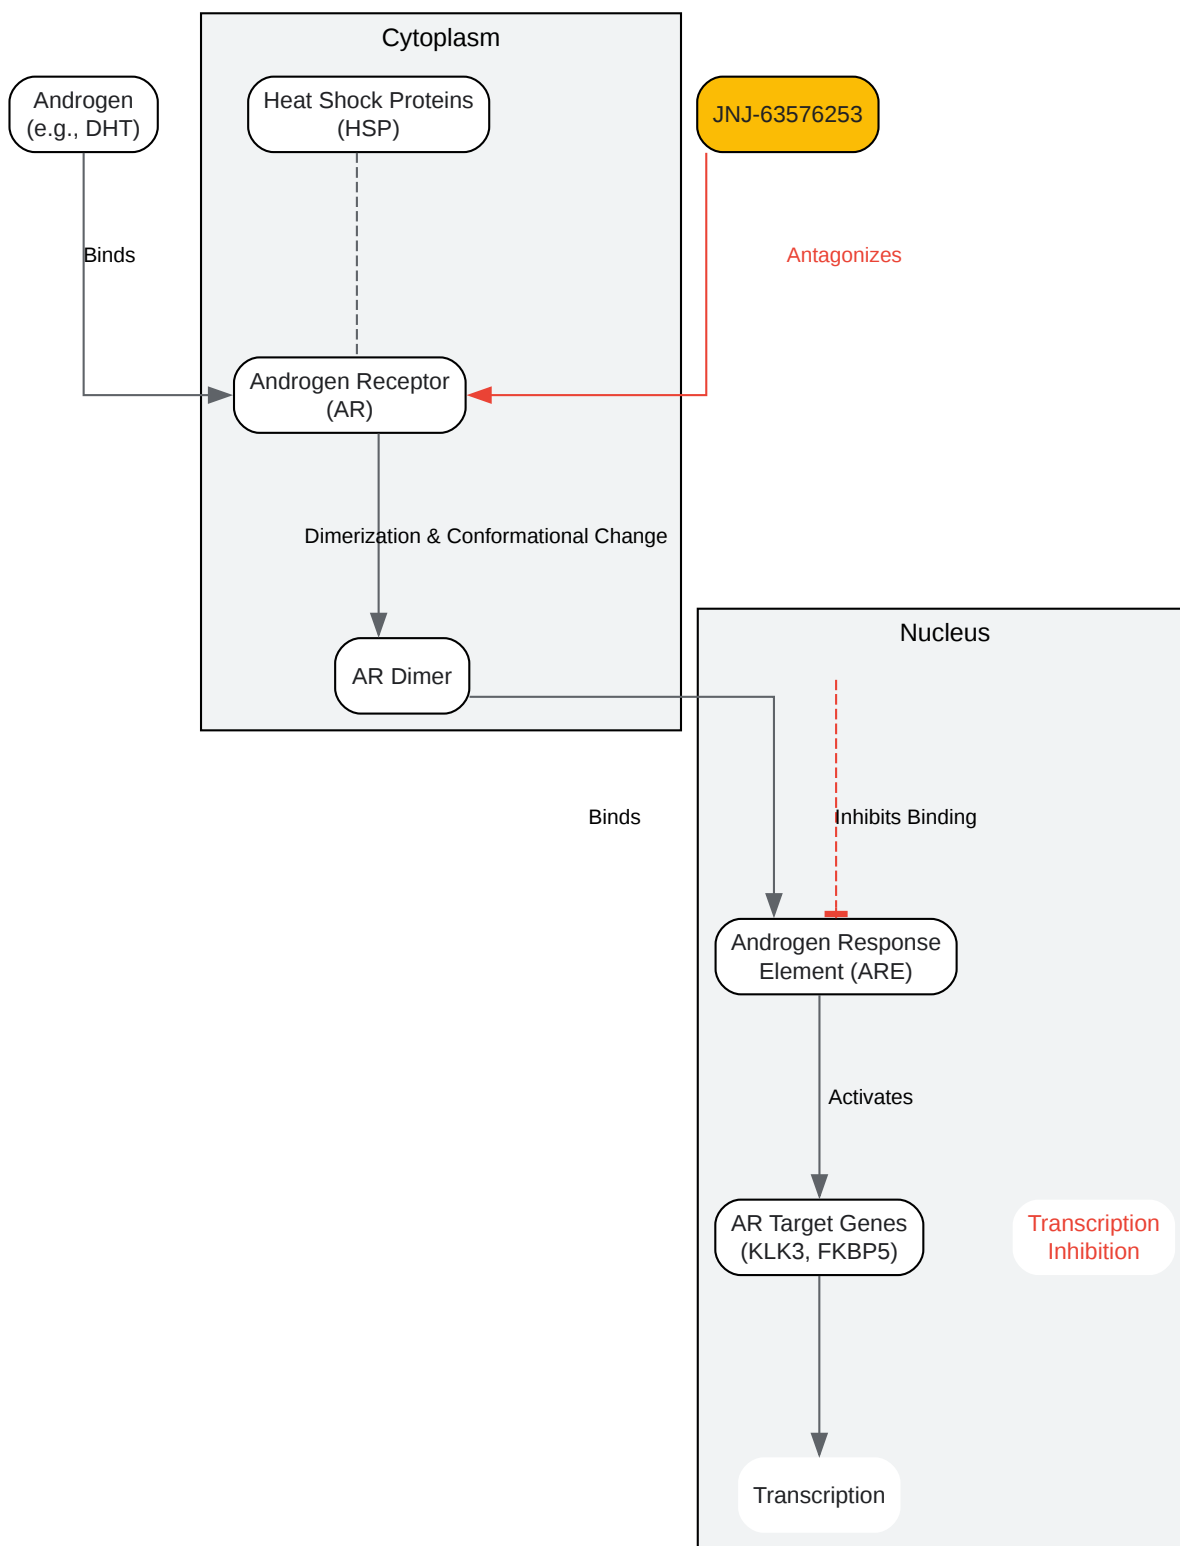 Cytoplasm
Androgen
(e.g., DHT)
Heat Shock Proteins
(HSP)
JNJ-63576253
Binds
Antagonizes
Androgen Receptor
(AR)
Dimerization & Conformational Change
Nucleus
AR Dimer
Binds
Inhibits Binding
Androgen Response
Element (ARE)
Activates
AR Target Genes
(KLK3, FKBP5)
Transcription
Inhibition
Transcription